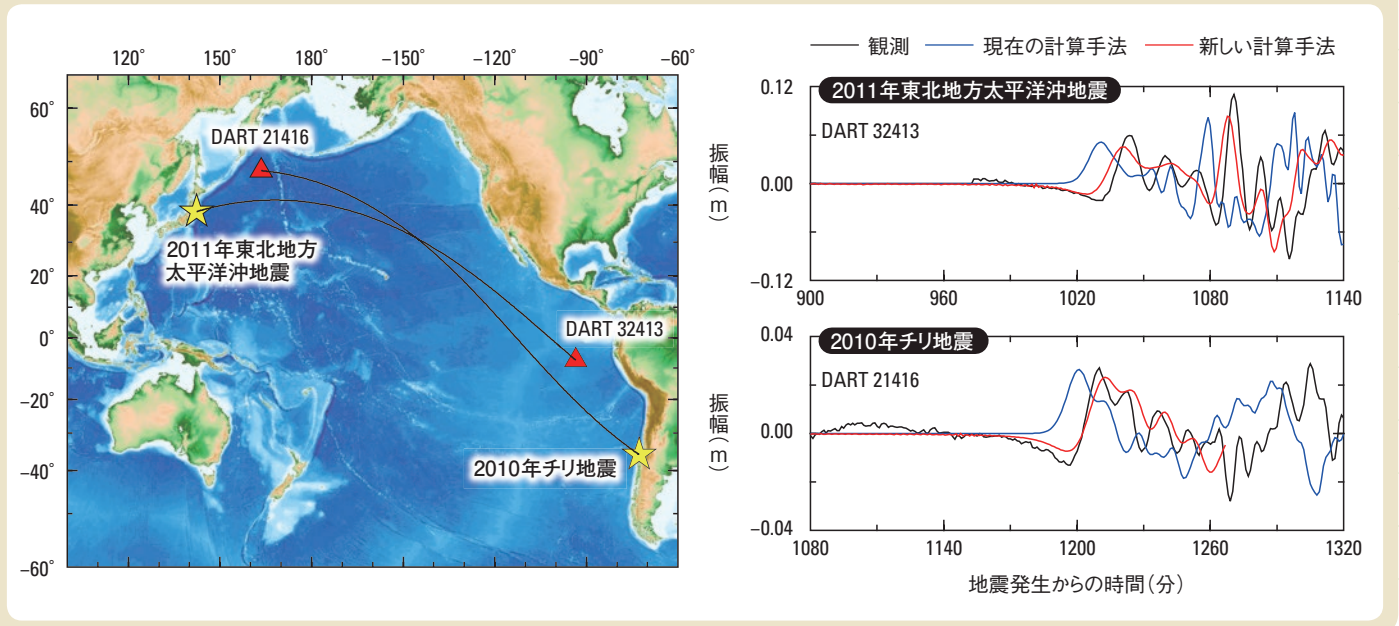 120° 150° 180° −150° −120° −90° −60°
60°
40°
20°
0°
−20°
−40°
−60°
DART 21416
2011年東北地方
太平洋沖地震
DART 32413
2010年チリ地震
観測 現在の計算手法 新しい計算手法
2011年東北地方太平洋沖地震
DART 32413
振幅(m)
0.12
0.00
−0.12
900 960 1020 1080 1140
2010年チリ地震
DART 21416
振幅(m)
0.04
0.00
−0.04
1080 1140 1200 1260 1320
地震発生からの時間(分)